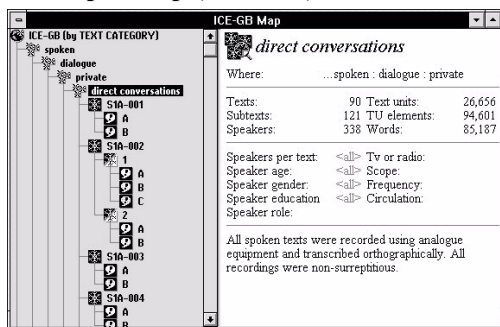 ICE-GB Map
ICE-GB (by TEXT CATEGORY)
spoken
dialogue
private
direct conversations
S1A-001
A
B
S1A-002
1
A
B
C
2
A
B
S1A-003
A
B
S1A-004
A
B
direct conversations
Where: ...spoken : dialogue : private
Texts: 90 Text units: 26,656
Subtexts: 121 TU elements: 94,601
Speakers: 338 Words: 85,187
Speakers per text: <all> Tv or radio:
Speaker age: <all> Scope:
Speaker gender: <all> Frequency:
Speaker education <all> Circulation:
Speaker role:
All spoken texts were recorded using analogue
equipment and transcribed orthographically. All
recordings were non-surreptitious.